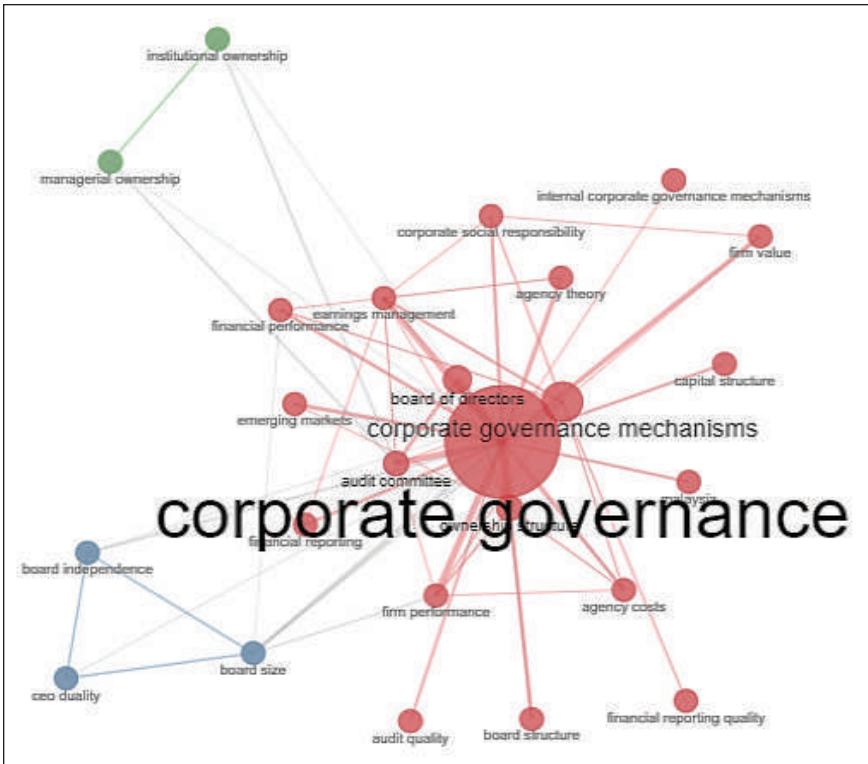 institutional ownership
managerial ownership
internal corporate governance mechanisms
corporate social responsibility
firm value
agency theory
earnings management
financial performance
capital structure
board of directors
emerging markets
corporate governance mechanisms
audit committee
malaysia
corporate governance
ownership structure
financial reporting
board independence
agency costs
firm performance
board size
ceo duality
financial reporting quality
board structure
audit quality